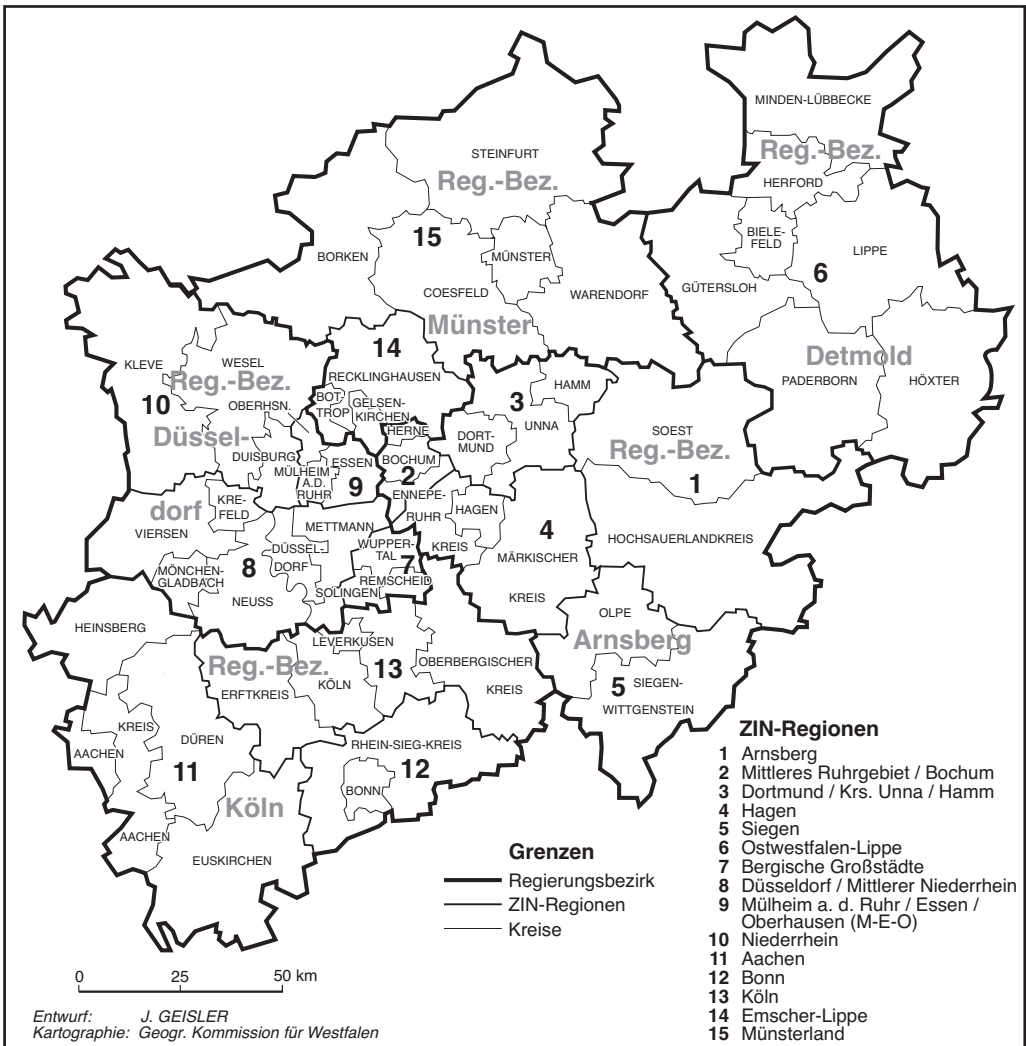 MINDEN-LÜBBECKE
Reg.-Bez.
HERFORD
STEINFURT
Reg.-Bez.
BIELE-
FELD
LIPPE
15
MÜNSTER
BORKEN
6
GÜTERSLOH
COESFELD
WARENDORF
Münster
14
Detmold
KLEVE
WESEL
RECKLINGHAUSEN
PADERBORN
HÖXTER
Reg.-Bez.
HAMM
10
BOT-
TROP
GELSEN-
KIRCHEN
3
OBERHSN.
UNNA
SOEST
HERNE
DORT-
MUND
Düssel-
Reg.-Bez.
DUISBURG
ESSEN
BOCHUM
MÜLHEIM
A.D.
RUHR
9
2
1
ENNEPE-
RUHR
KREIS
HAGEN
dorf
KRE-
FELD
VIERSEN
METTMANN
4
HOCHSAUERLANDKREIS
WUPPER-
TAL
DÜSSEL-
DORF
MÄRKISCHER
KREIS
MÖNCHEN-
GLADBACH
8
7
REMSCHEID
SOLINGEN
NEUSS
OLPE
HEINSBERG
Arnsberg
LEVERKUSEN
Reg.-Bez.
13
OBERBERGISCHER
KREIS
KÖLN
ERFTKREIS
5
SIEGEN-
WITTGENSTEIN
KREIS
AACHEN
DÜREN
RHEIN-SIEG-KREIS
11
12
BONN
Köln
AACHEN
EUSKIRCHEN
Grenzen
Regierungsbezirk
ZIN-Regionen
Kreise
ZIN-Regionen
1 Arnsberg
2 Mittleres Ruhrgebiet / Bochum
3 Dortmund / Krs. Unna / Hamm
4 Hagen
5 Siegen
6 Ostwestfalen-Lippe
7 Bergische Großstädte
8 Düsseldorf / Mittlerer Niederrhein
9 Mülheim a. d. Ruhr / Essen /
Oberhausen (M-E-O)
10 Niederrhein
11 Aachen
12 Bonn
13 Köln
14 Emscher-Lippe
15 Münsterland
0 25 50 km
Entwurf: J. GEISLER
Kartographie: Geogr. Kommission für Westfalen